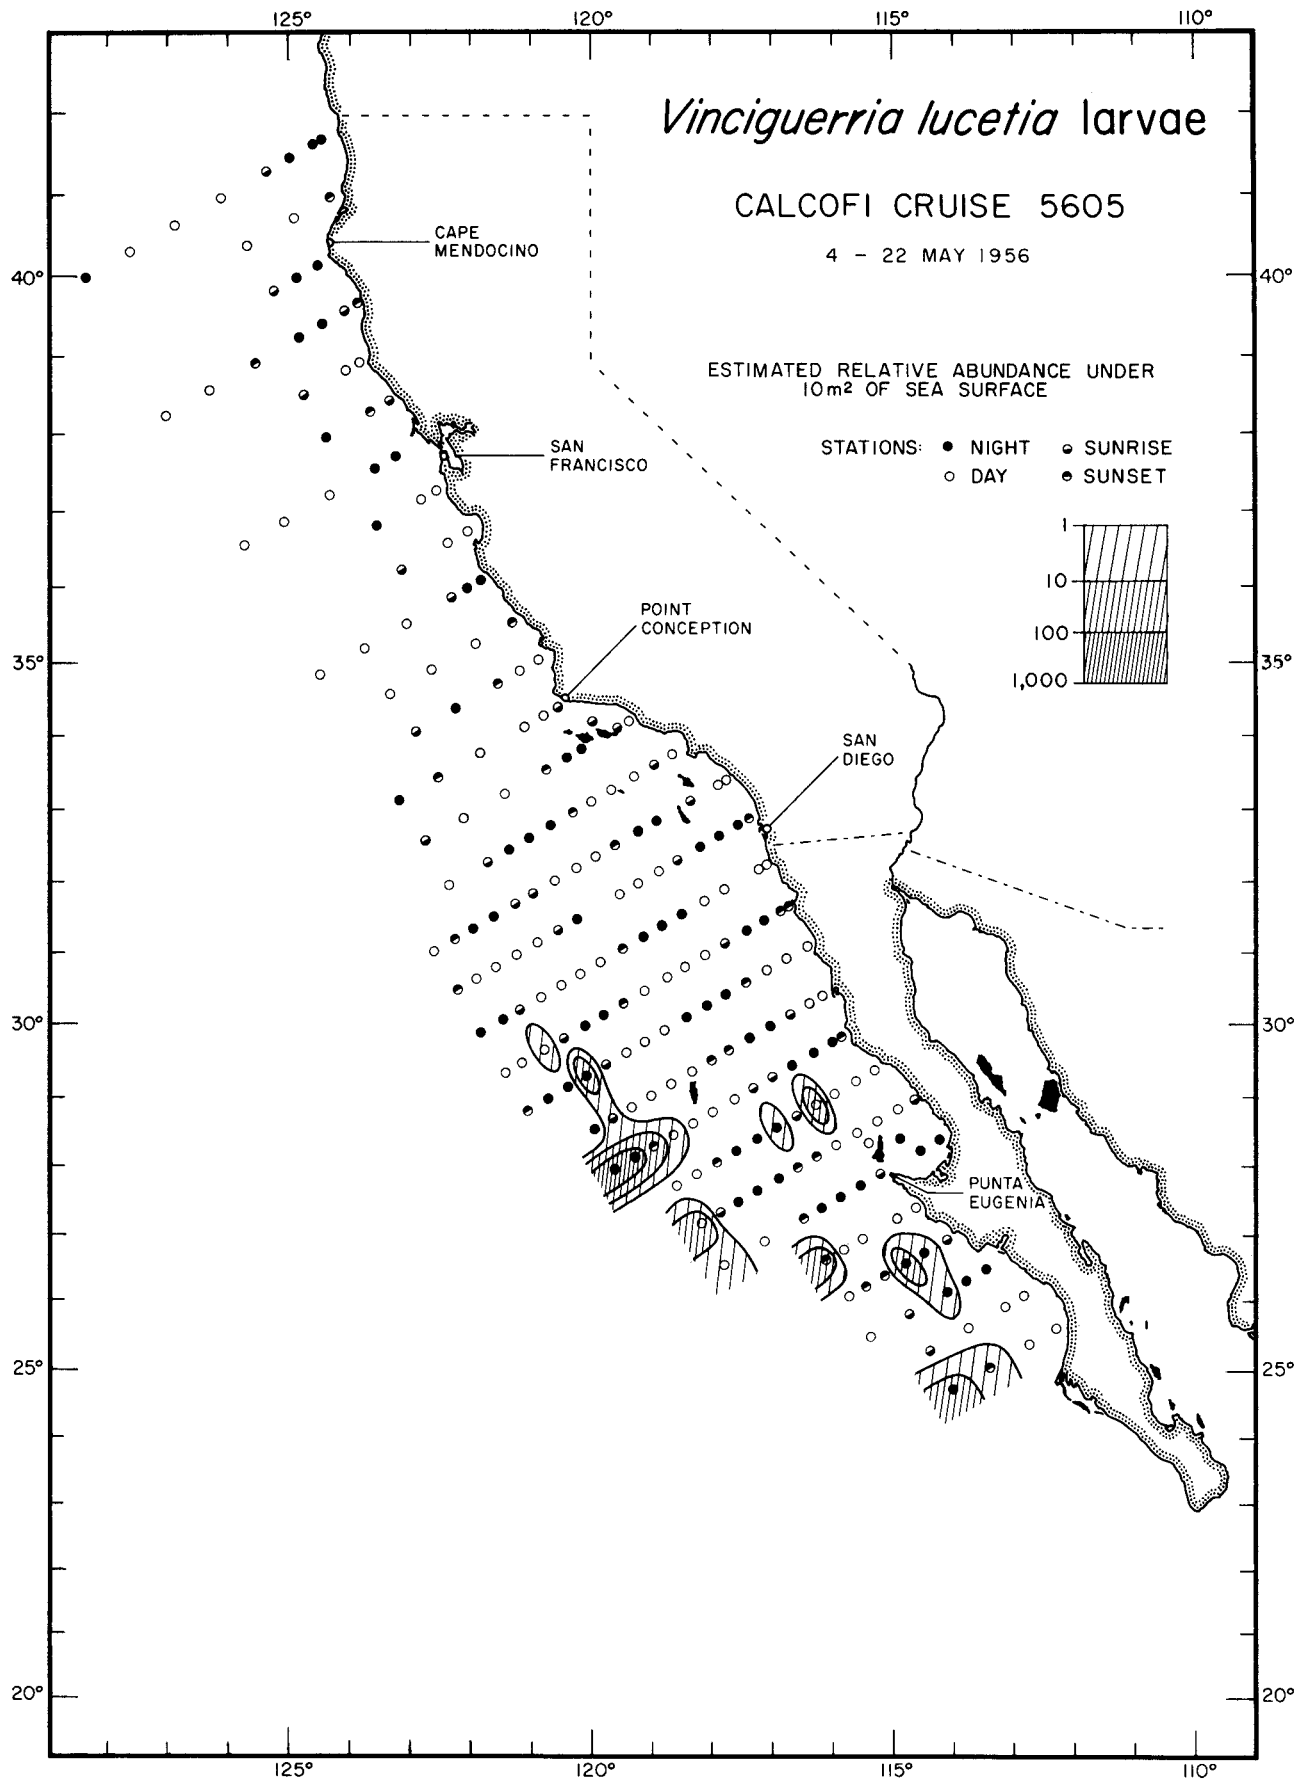 125° 120° 115° 110°
Vinciguerria lucetia larvae
CALCOFI CRUISE 5605
4 – 22 MAY 1956
CAPE
MENDOCINO
40° 40°
ESTIMATED RELATIVE ABUNDANCE UNDER
10m² OF SEA SURFACE
STATIONS: NIGHT SUNRISE
DAY SUNSET
SAN
FRANCISCO
1
10
100
1,000
POINT
CONCEPTION
35° 35°
SAN
DIEGO
30° 30°
PUNTA
EUGENIA
25° 25°
20° 20°
125° 120° 115° 110°